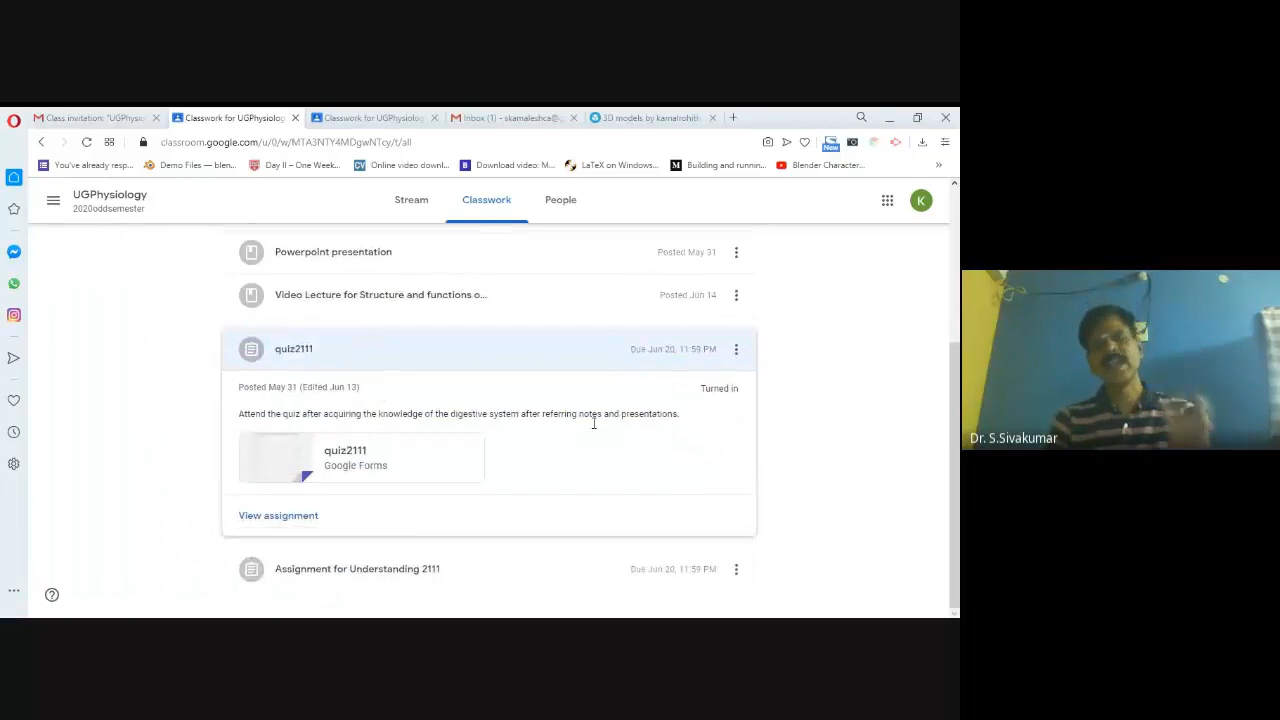 Class invitation: "UGPhysio
Classwork for UGPhysiolog
Classwork for UGPhysiolog
Inbox (1) - skamaleshca@g
3D models by kamalrohith
classroom.google.com/u/0/w/MTA3NTY4MDgwNTcy/t/all
New
You've already resp...
Demo Files — blen...
Day II – One Week...
CV
Online video downl...
B
Download video: M...
LaTeX on Windows...
M
Building and runnin...
Blender Character...
»
UGPhysiology
2020oddsemester
Stream
Classwork
People
K
Powerpoint presentation
Posted May 31
Video Lecture for Structure and functions o...
Posted Jun 14
quiz2111
Due Jun 20, 11:59 PM
Posted May 31 (Edited Jun 13)
Turned in
Attend the quiz after acquiring the knowledge of the digestive system after referring notes and presentations.
quiz2111
Google Forms
View assignment
Assignment for Understanding 2111
Due Jun 20, 11:59 PM
Dr. S.Sivakumar